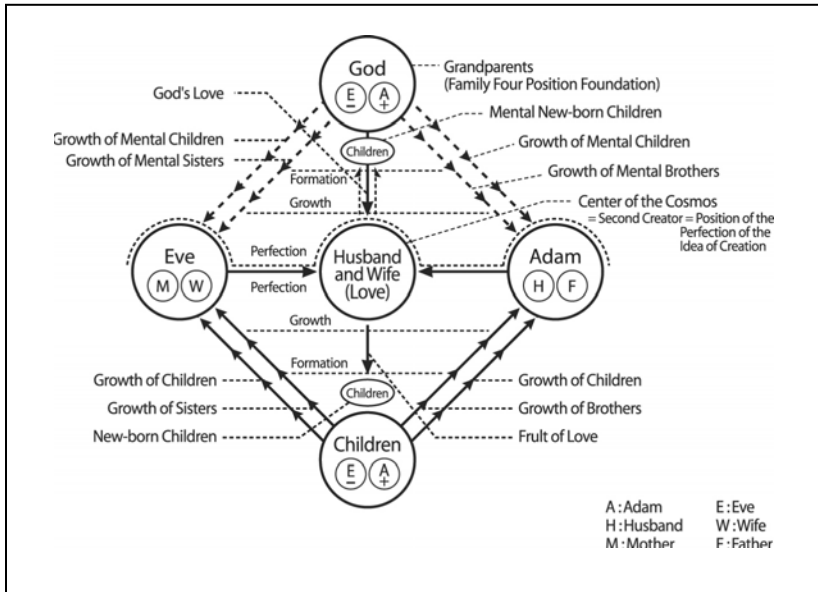 God
E
−
A
+
Grandparents
(Family Four Position Foundation)
God's Love
Mental New-born Children
Growth of Mental Children
Children
Growth of Mental Children
Growth of Mental Sisters
Formation
Growth of Mental Brothers
Growth
Center of the Cosmos
= Second Creator = Position of the
Perfection of the
Idea of Creation
Eve
M W
Perfection
Perfection
Husband
and Wife
(Love)
Adam
H F
Growth
Formation
Growth of Children
Children
Growth of Children
Growth of Sisters
Growth of Brothers
New-born Children
Fruit of Love
Children
E
−
A
+
A:Adam E:Eve
H:Husband W:Wife
M:Mother F:Father